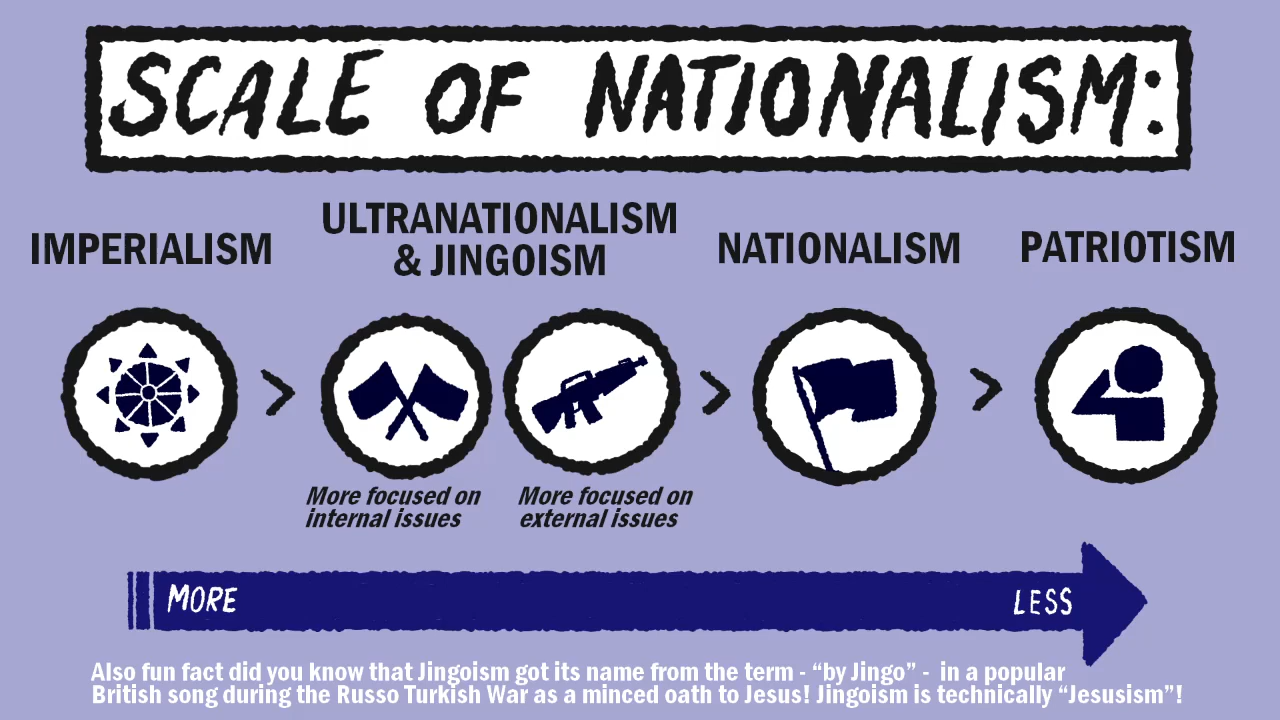 SCALE OF NATIONALISM:
IMPERIALISM
ULTRANATIONALISM
& JINGOISM
NATIONALISM
PATRIOTISM
>
>
>
More focused on
internal issues
More focused on
external issues
MORE
LESS
Also fun fact did you know that Jingoism got its name from the term - “by Jingo” - in a popular
British song during the Russo Turkish War as a minced oath to Jesus! Jingoism is technically “Jesusism”!